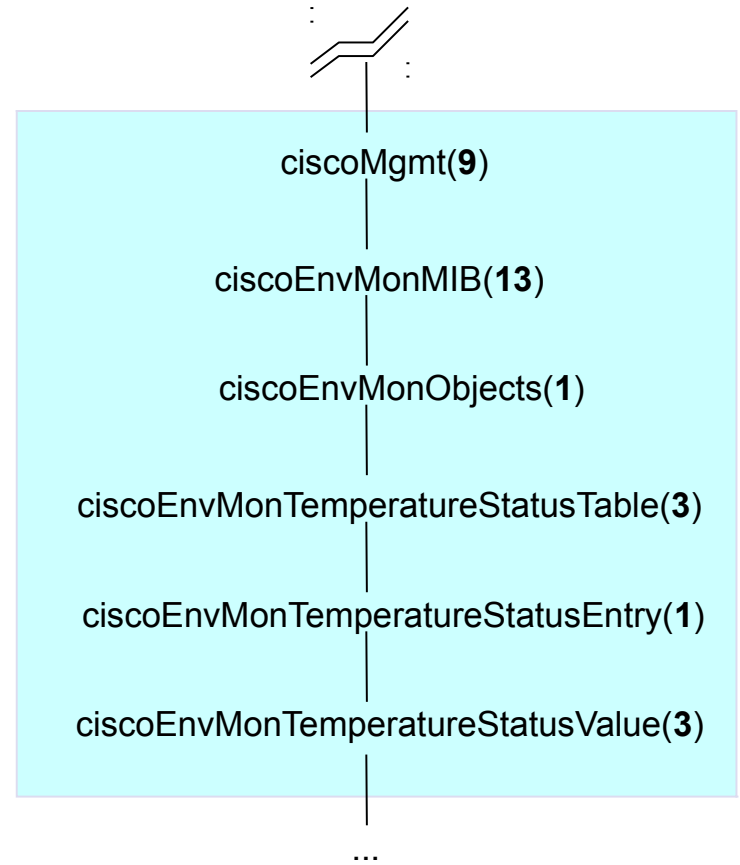 :
:
ciscoMgmt(9)
ciscoEnvMonMIB(13)
ciscoEnvMonObjects(1)
ciscoEnvMonTemperatureStatusTable(3)
ciscoEnvMonTemperatureStatusEntry(1)
ciscoEnvMonTemperatureStatusValue(3)
...